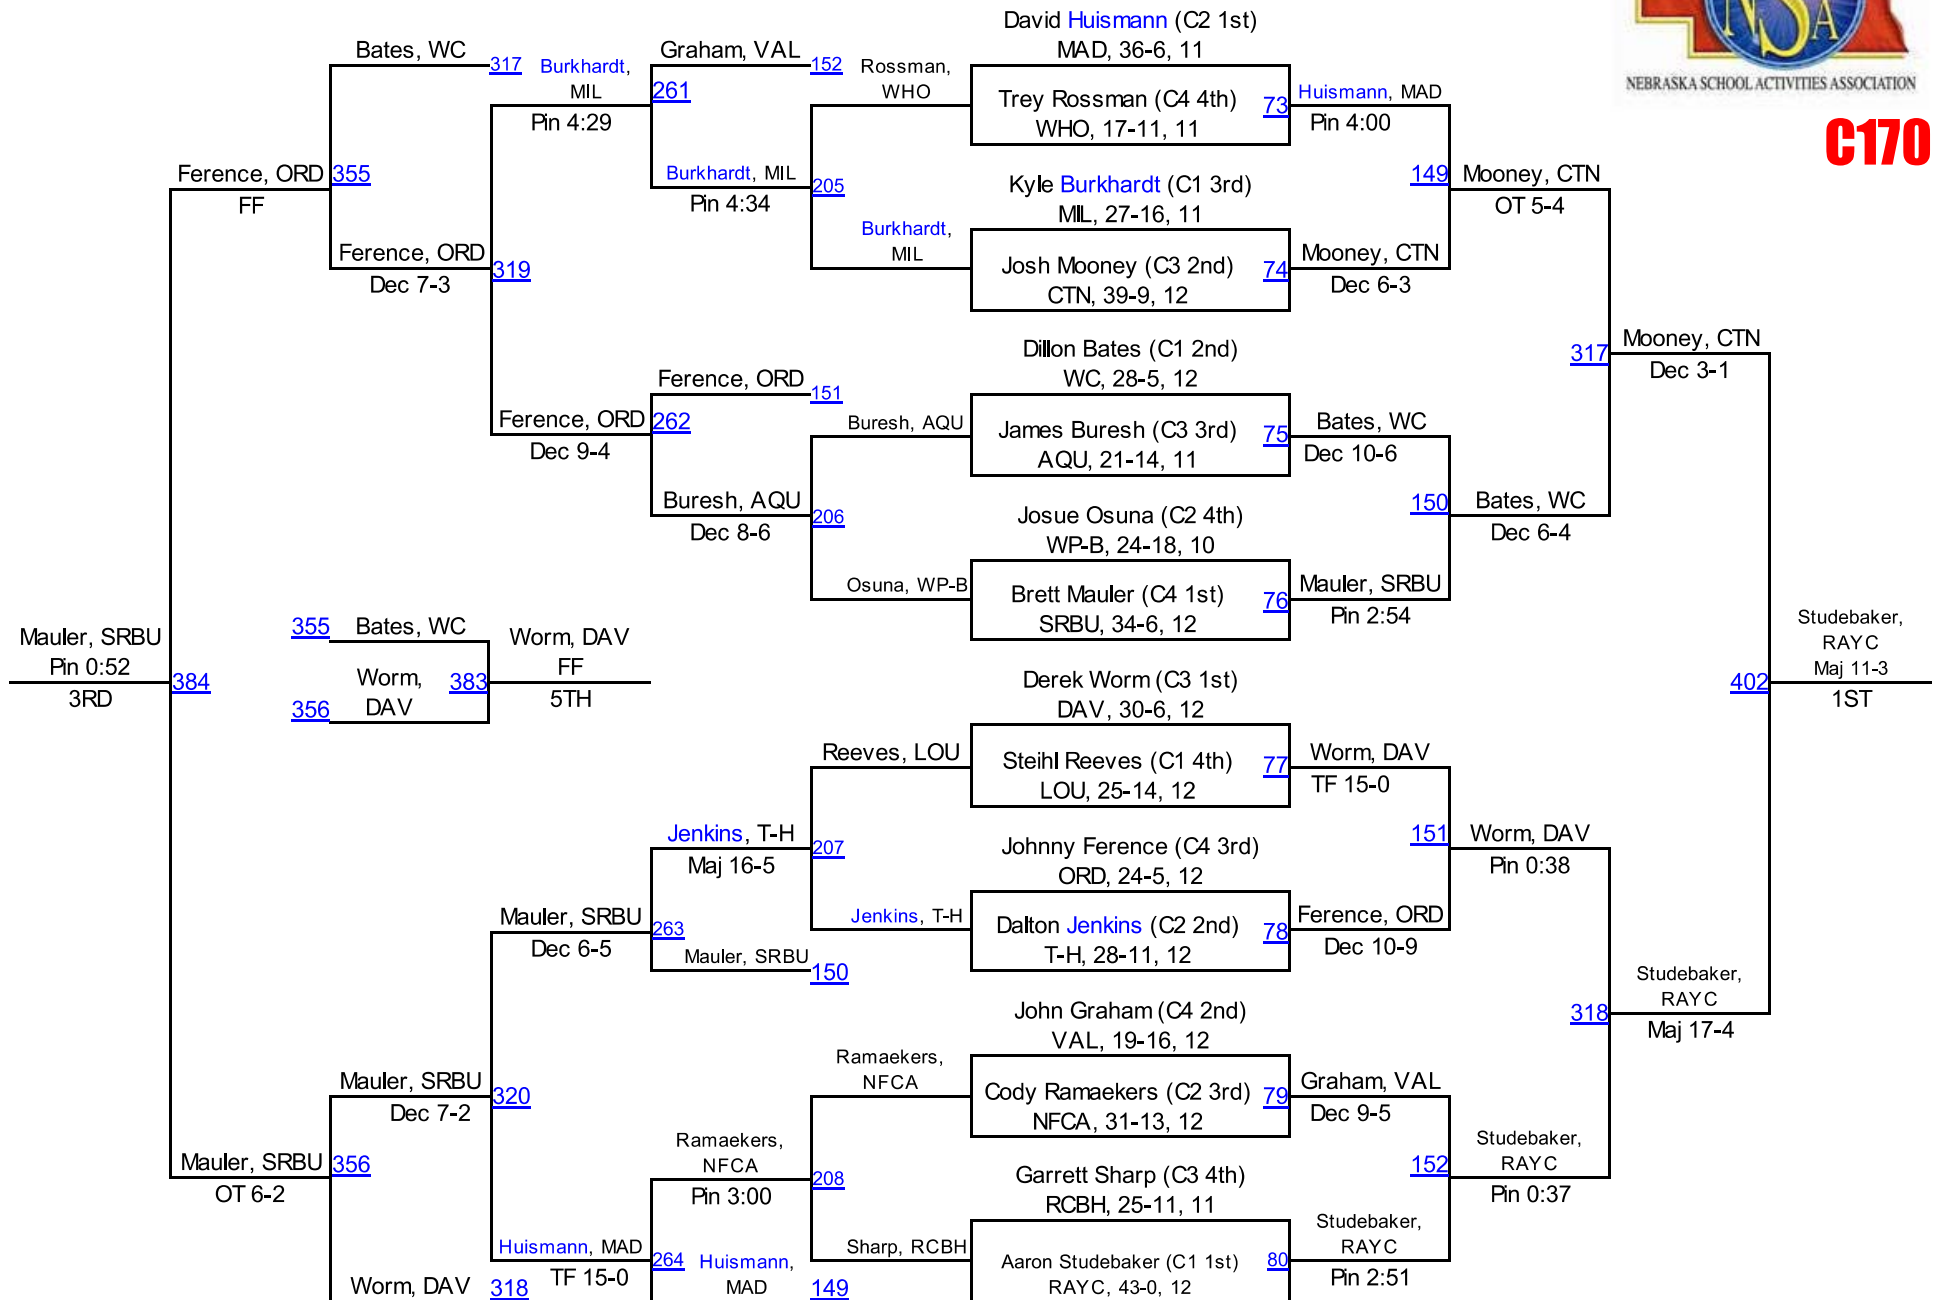 NSA
NEBRASKA SCHOOL ACTIVITIES ASSOCIATION
C170
David Huismann (C2 1st)
MAD, 36-6, 11
Trey Rossman (C4 4th)
WHO, 17-11, 11
73
Kyle Burkhardt (C1 3rd)
MIL, 27-16, 11
Josh Mooney (C3 2nd)
CTN, 39-9, 12
74
Dillon Bates (C1 2nd)
WC, 28-5, 12
James Buresh (C3 3rd)
AQU, 21-14, 11
75
Josue Osuna (C2 4th)
WP-B, 24-18, 10
Brett Mauler (C4 1st)
SRBU, 34-6, 12
76
Derek Worm (C3 1st)
DAV, 30-6, 12
Steihl Reeves (C1 4th)
LOU, 25-14, 12
77
Johnny Ference (C4 3rd)
ORD, 24-5, 12
Dalton Jenkins (C2 2nd)
T-H, 28-11, 12
78
John Graham (C4 2nd)
VAL, 19-16, 12
Cody Ramaekers (C2 3rd)
NFCA, 31-13, 12
79
Garrett Sharp (C3 4th)
RCBH, 25-11, 11
Aaron Studebaker (C1 1st)
RAYC, 43-0, 12
80
Huismann, MAD
Pin 4:00
149
Mooney, CTN
Dec 6-3
Bates, WC
Dec 10-6
150
Mauler, SRBU
Pin 2:54
Worm, DAV
TF 15-0
151
Ference, ORD
Dec 10-9
Graham, VAL
Dec 9-5
152
Studebaker,
RAYC
Pin 2:51
Mooney, CTN
OT 5-4
317
Bates, WC
Dec 6-4
Worm, DAV
Pin 0:38
318
Studebaker,
RAYC
Pin 0:37
Mooney, CTN
Dec 3-1
402
Studebaker,
RAYC
Maj 17-4
Studebaker,
RAYC
Maj 11-3
1ST
Rossman,
WHO
205
Burkhardt,
MIL
Buresh, AQU
206
Osuna, WP-B
Reeves, LOU
207
Jenkins, T-H
Ramaekers,
NFCA
208
Sharp, RCBH
Graham, VAL
152
261
Burkhardt, MIL
Pin 4:34
Ference, ORD
151
262
Buresh, AQU
Dec 8-6
Jenkins, T-H
Maj 16-5
263
Mauler, SRBU
150
Ramaekers,
NFCA
Pin 3:00
264
Huismann,
MAD
149
Burkhardt,
MIL
Pin 4:29
319
Ference, ORD
Dec 9-4
Mauler, SRBU
Dec 6-5
320
Huismann, MAD
TF 15-0
Bates, WC
317
355
Ference, ORD
Dec 7-3
Mauler, SRBU
Dec 7-2
356
Worm, DAV
318
Ference, ORD
FF
384
Mauler, SRBU
OT 6-2
Mauler, SRBU
Pin 0:52
3RD
355
Bates, WC
383
356
Worm,
DAV
Worm, DAV
FF
5TH